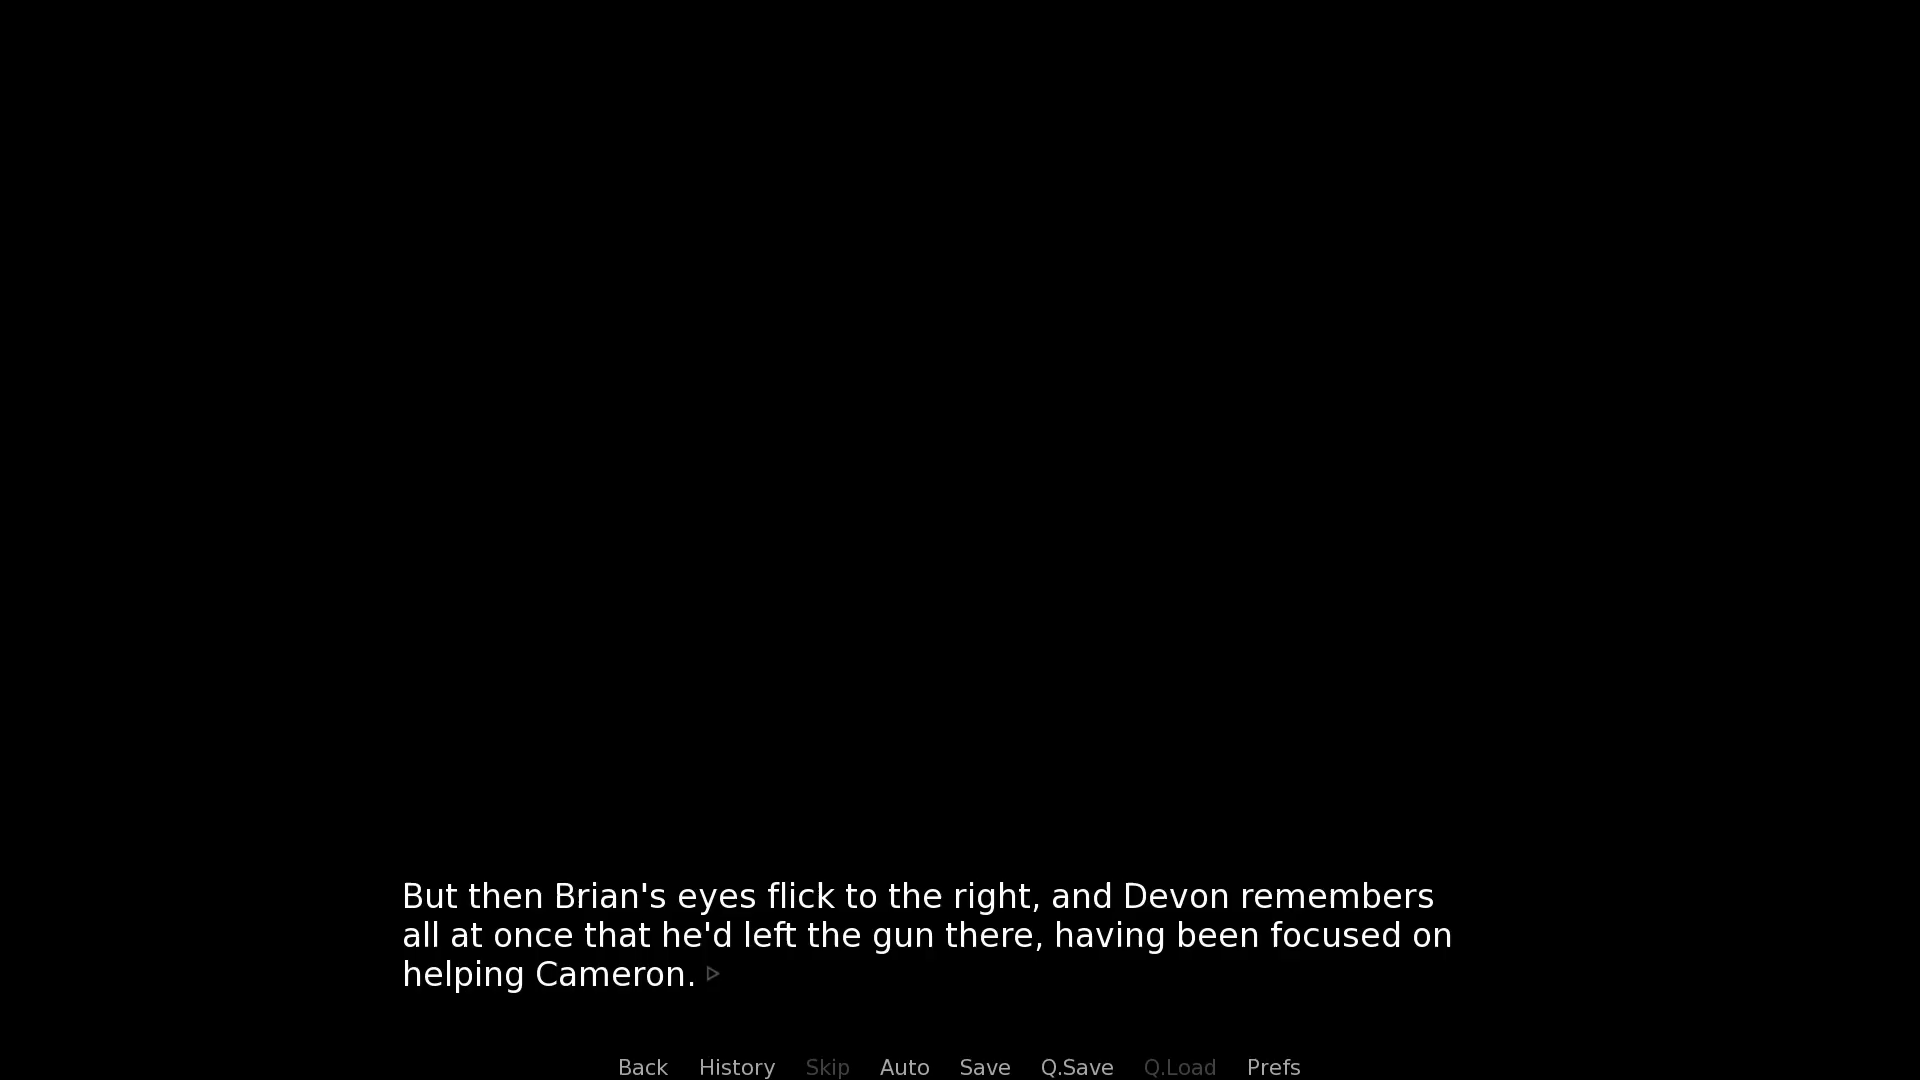 But then Brian's eyes flick to the right, and Devon remembers
all at once that he'd left the gun there, having been focused on
helping Cameron.
Back History Skip Auto Save Q.Save Q.Load Prefs